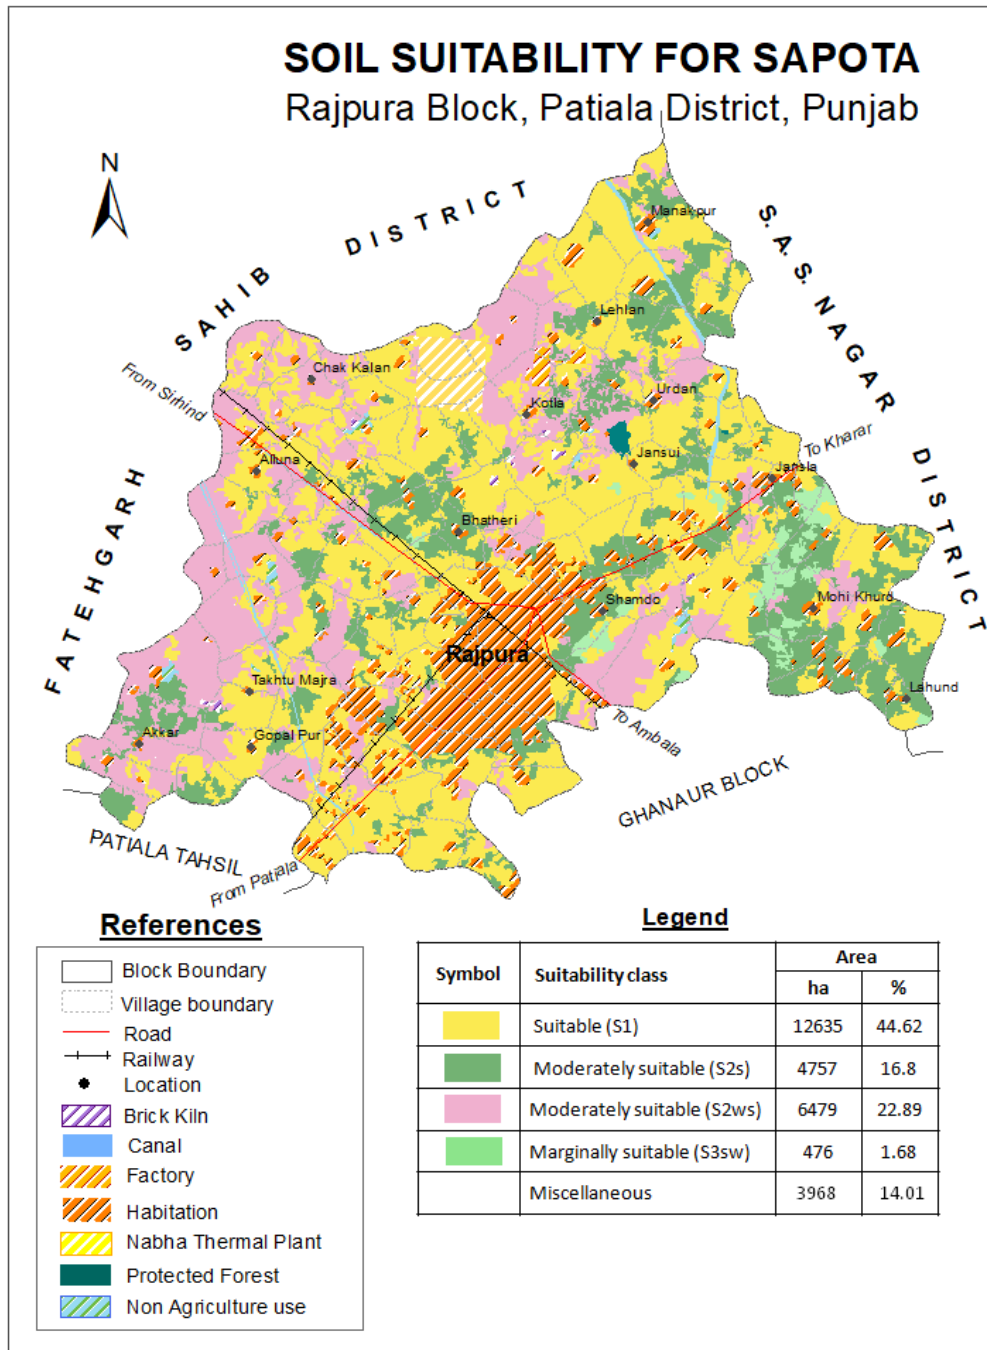 SOIL SUITABILITY FOR SAPOTA
Rajpura Block, Patiala District, Punjab
N
FATEHGARH SAHIB DISTRICT
S.A.S. NAGAR DISTRICT
Manakpur
Lehlan
Chak Kalan
Urdan
Kotla
From Sirhind
To Kharar
Alluna
Jansui
Jansla
Bhatheri
Shamdo
Mohi Khurd
Rajpura
Takhtu Majra
Lahund
Akkar
Gopal Pur
To Ambala
GHANAUR BLOCK
PATIALA TAHSIL
From Patiala
References
Block Boundary
Village boundary
Road
Railway
Location
Brick Kiln
Canal
Factory
Habitation
Nabha Thermal Plant
Protected Forest
Non Agriculture use
Legend
Symbol Suitability class Area
ha %
Suitable (S1) 12635 44.62
Moderately suitable (S2s) 4757 16.8
Moderately suitable (S2ws) 6479 22.89
Marginally suitable (S3sw) 476 1.68
Miscellaneous 3968 14.01